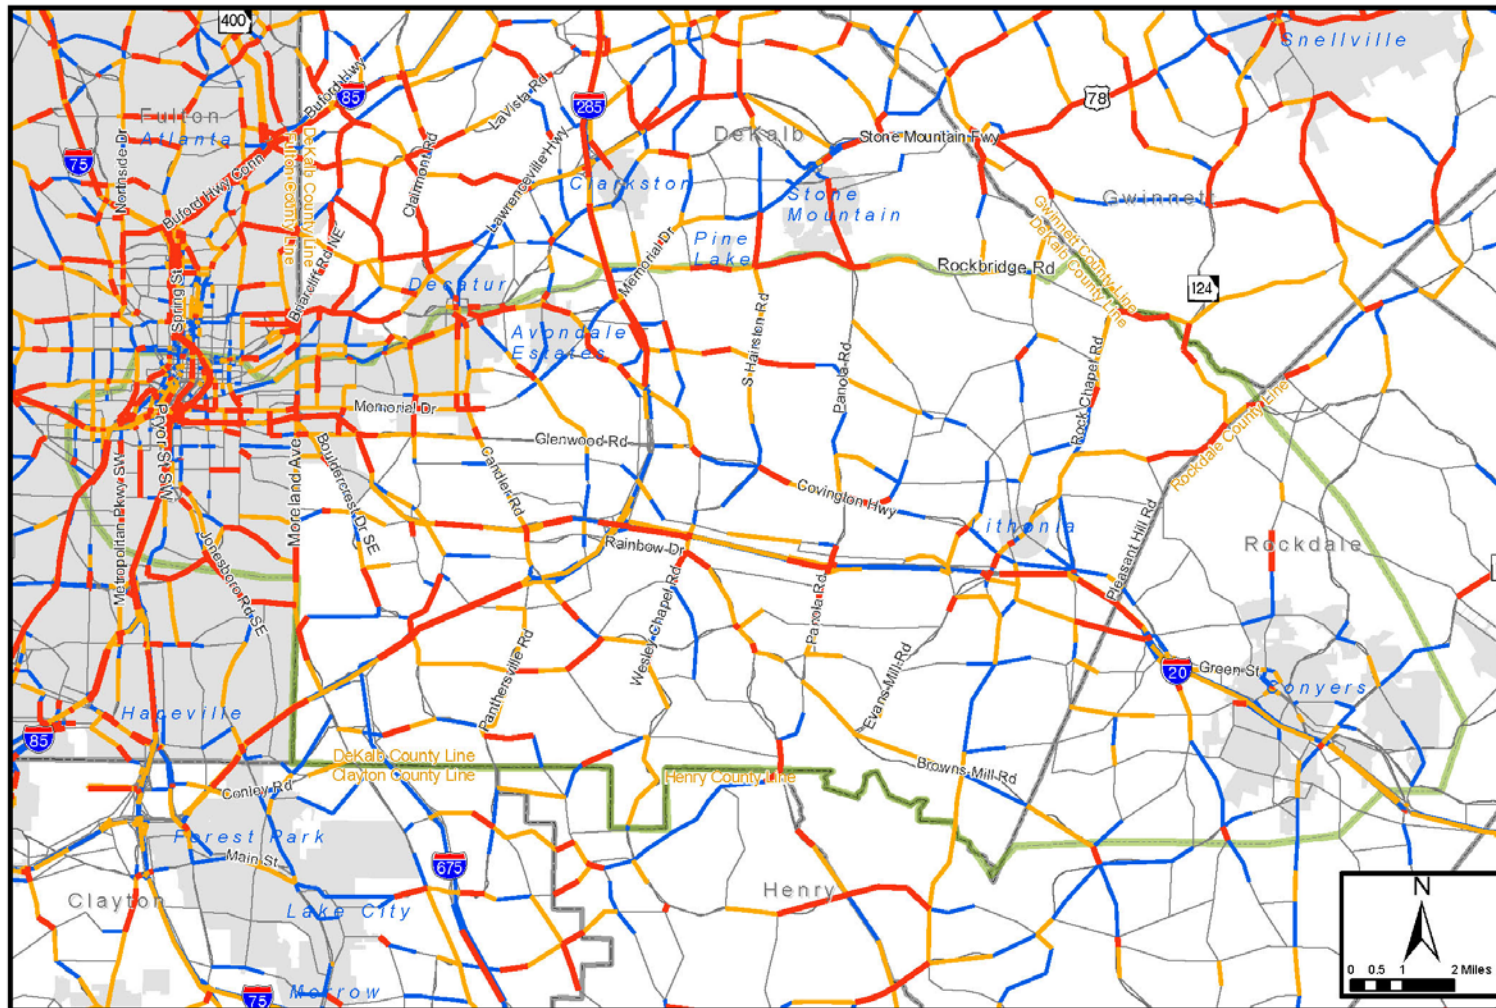 400
Snellville
Buford Hwy
85
285
LaVista Rd
78
Fulton
Atlanta
DeKalb
Stone Mountain Fwy
75
Northside Dr
DeKalb County Line
Fulton County Line
Clairmont Rd
Lawrenceville Hwy
Clarkston
Stone
Mountain
Gwinnett
Buford Hwy Conn
Pine
Lake
Gwinnett County Line
DeKalb County Line
Memorial Dr
Rockbridge Rd
Briarcliff Rd NE
Decatur
124
Spring St
Avondale
Estates
S Hairston Rd
Panola Rd
Rock Chapel Rd
Memorial Dr
Glenwood Rd
Rockdale County Line
Pryor St SW
Metropolitan Pkwy SW
Moreland Ave
Bouldercrest Dr SE
Candler Rd
Covington Hwy
Lithonia
Rainbow Dr
Pleasant Hill Rd
Rockdale
Jonesboro Rd SE
Wesley Chapel Rd
Panola Rd
Panthersville Rd
Evans Mill Rd
20
Green St
Conyers
Hapeville
85
DeKalb County Line
Clayton County Line
Henry County Line
Browns Mill Rd
Conley Rd
Forest Park
Main St
675
Clayton
Lake City
Henry
N
0 0.5 1 2 Miles
75
Morrow